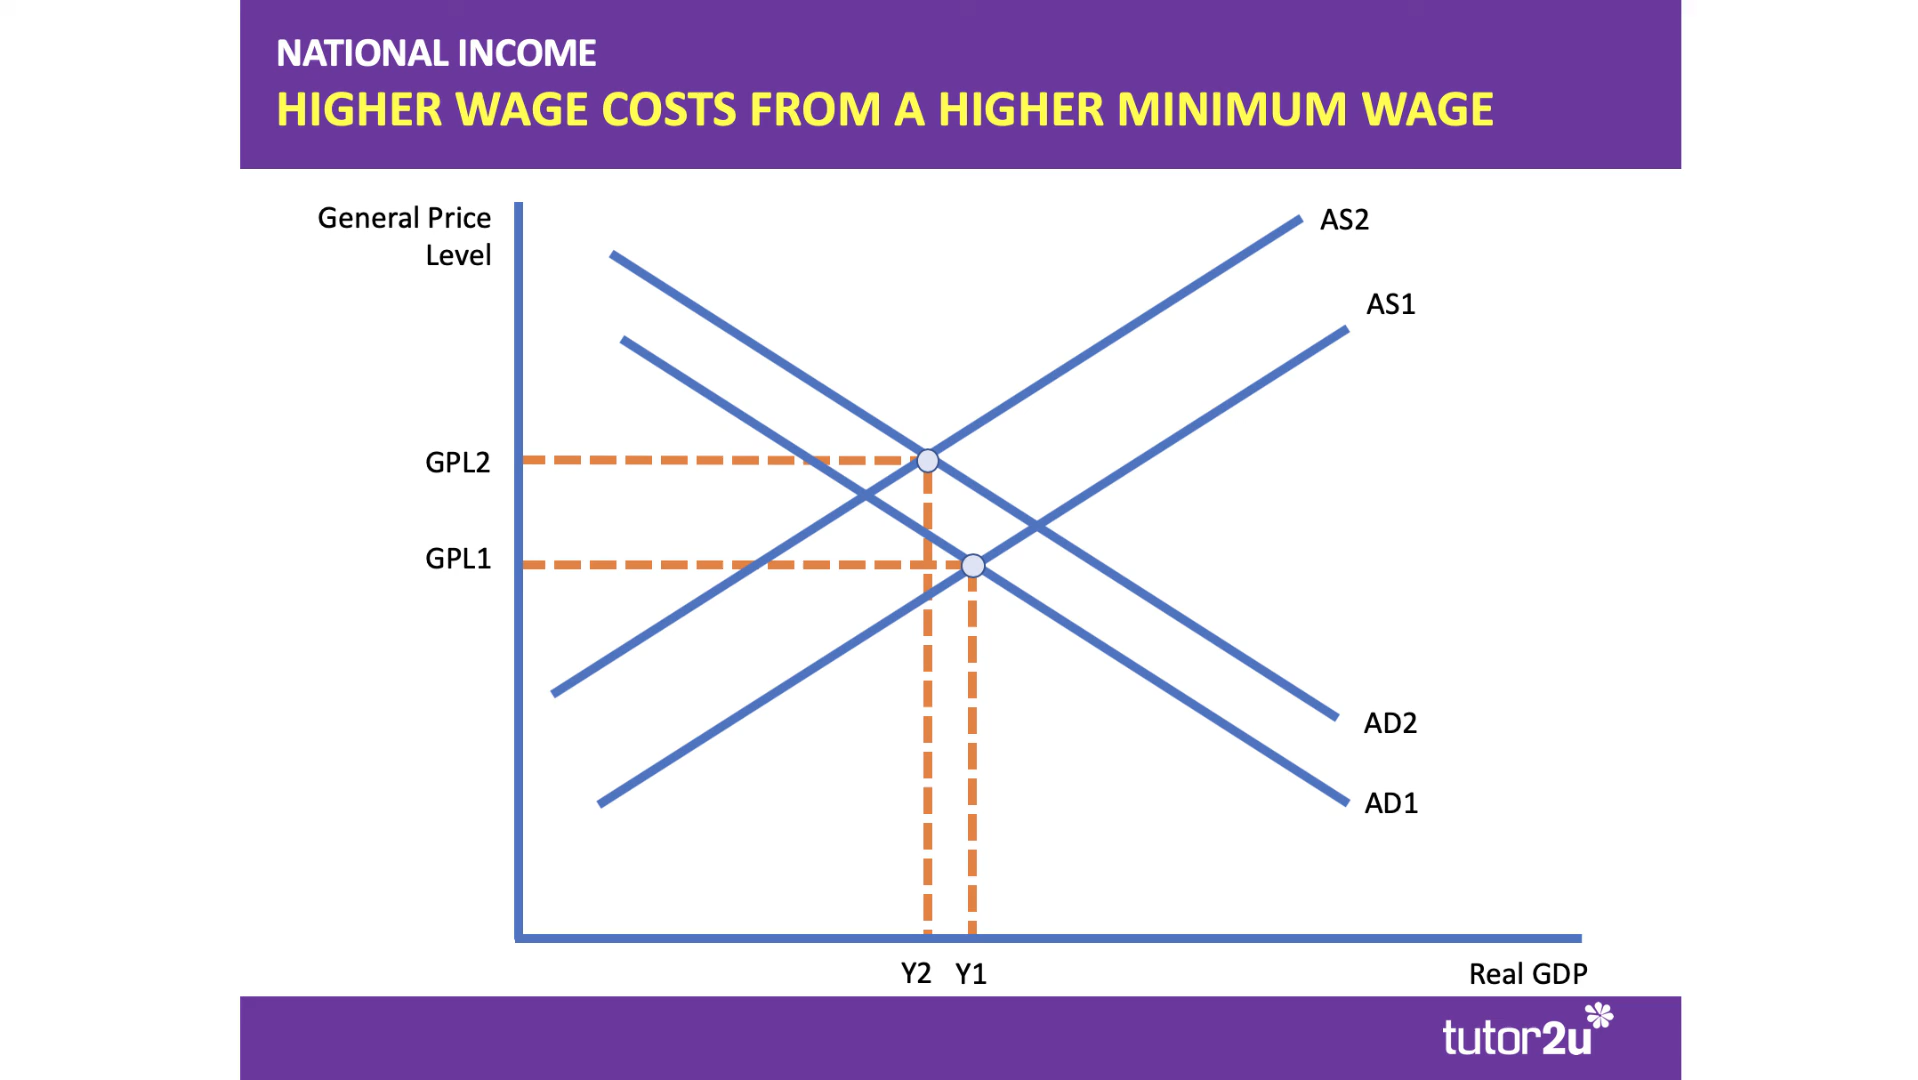 NATIONAL INCOME
HIGHER WAGE COSTS FROM A HIGHER MINIMUM WAGE
General Price
Level
AS2
AS1
GPL2
GPL1
AD2
AD1
Y2
Y1
Real GDP
tutor2u